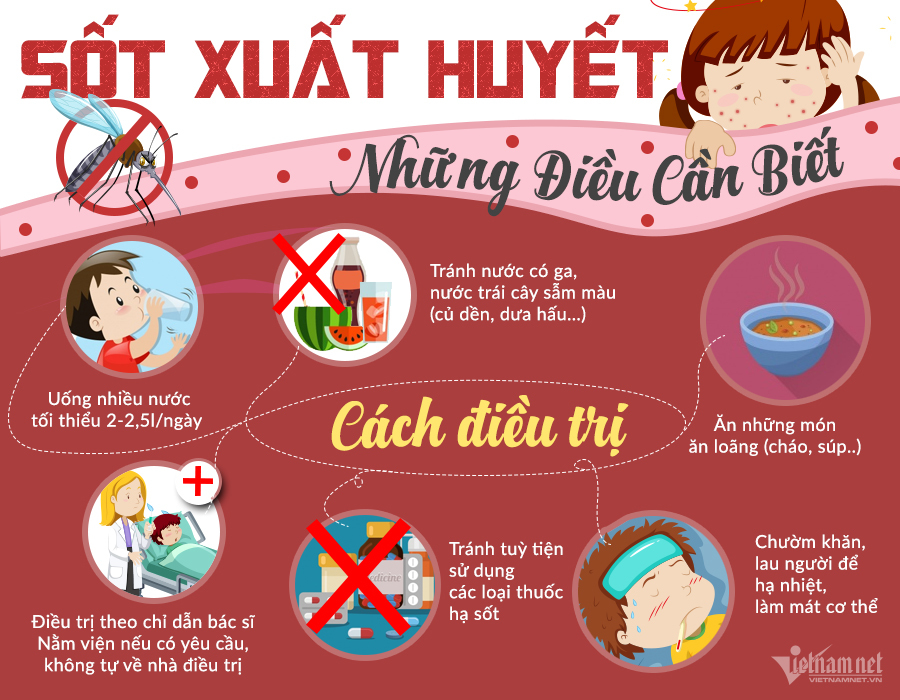 SỐT XUẤT HUYẾT
Những Điều Cần Biết
Uống nhiều nước
tối thiểu 2-2,5l/ngày
Tránh nước có ga,
nước trái cây sẫm màu
(củ dền, dưa hấu...)
Ăn những món
ăn loãng (cháo, súp..)
Cách điều trị
Điều trị theo chỉ dẫn bác sĩ
Nằm viện nếu có yêu cầu,
không tự về nhà điều trị
medicine
Tránh tuỳ tiện
sử dụng
các loại thuốc
hạ sốt
Chườm khăn,
lau người để
hạ nhiệt,
làm mát cơ thể
Vietnamnet
VIETNAMNET.VN